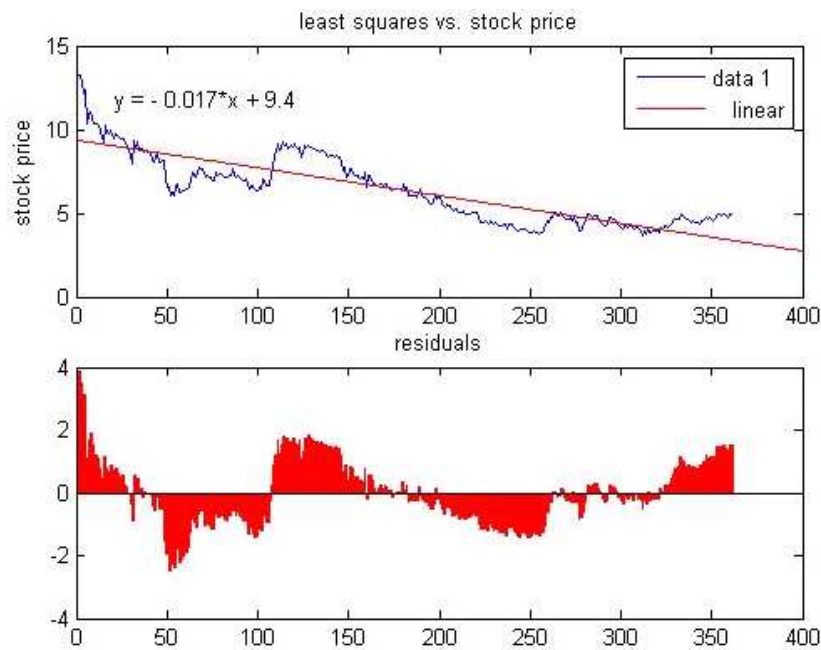 least squares vs. stock price
15
10
5
0
stock price
y = - 0.017*x + 9.4
data 1
linear
0 50 100 150 200 250 300 350 400
residuals
4
2
0
-2
-4
0 50 100 150 200 250 300 350 400